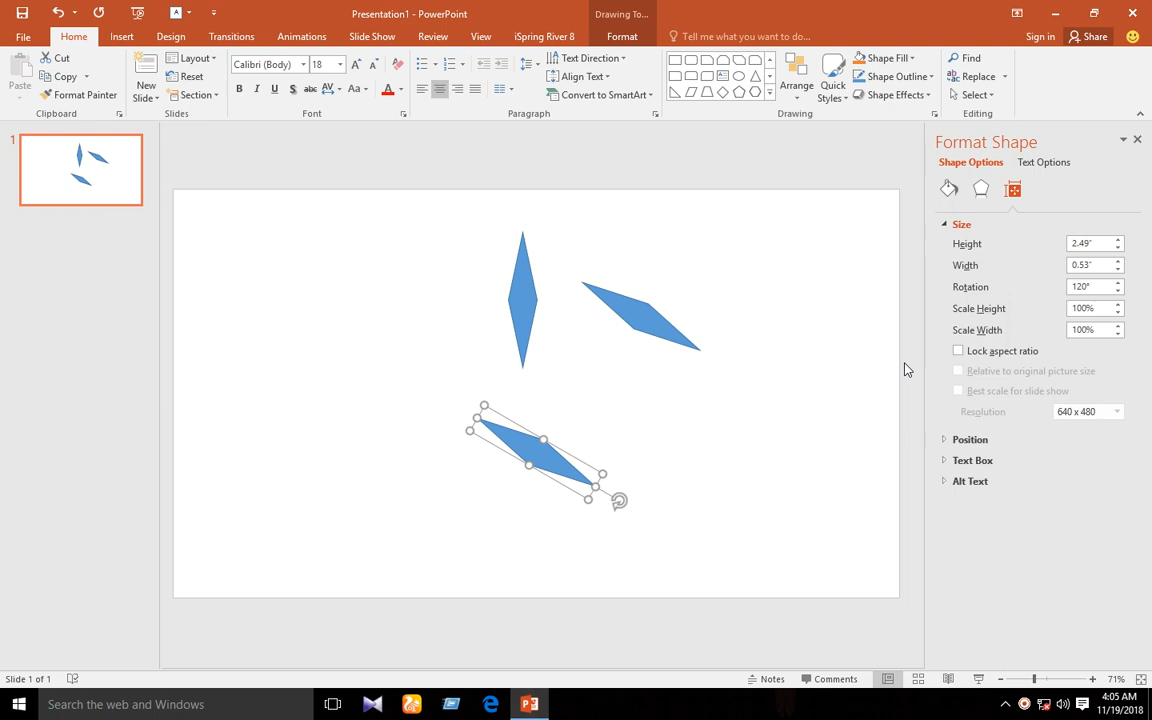 Presentation1 - PowerPoint
Drawing To...
File Home Insert Design Transitions Animations Slide Show Review View iSpring River 8 Format Tell me what you want to do... Sign in Share
Paste
Cut
Copy
Format Painter
Clipboard
New Slide
Layout
Reset
Section
Slides
Calibri (Body) 18
B I U S abc AV Aa A
Font
Paragraph
Text Direction
Align Text
Convert to SmartArt
Arrange
Quick Styles
Drawing
Shape Fill
Shape Outline
Shape Effects
Find
Replace
Select
Editing
1
Format Shape
Shape Options Text Options
Size
Height 2.49"
Width 0.53"
Rotation 120°
Scale Height 100%
Scale Width 100%
Lock aspect ratio
Relative to original picture size
Best scale for slide show
Resolution 640 x 480
Position
Text Box
Alt Text
Slide 1 of 1 Notes Comments 71%
Search the web and Windows
4:05 AM
11/19/2018